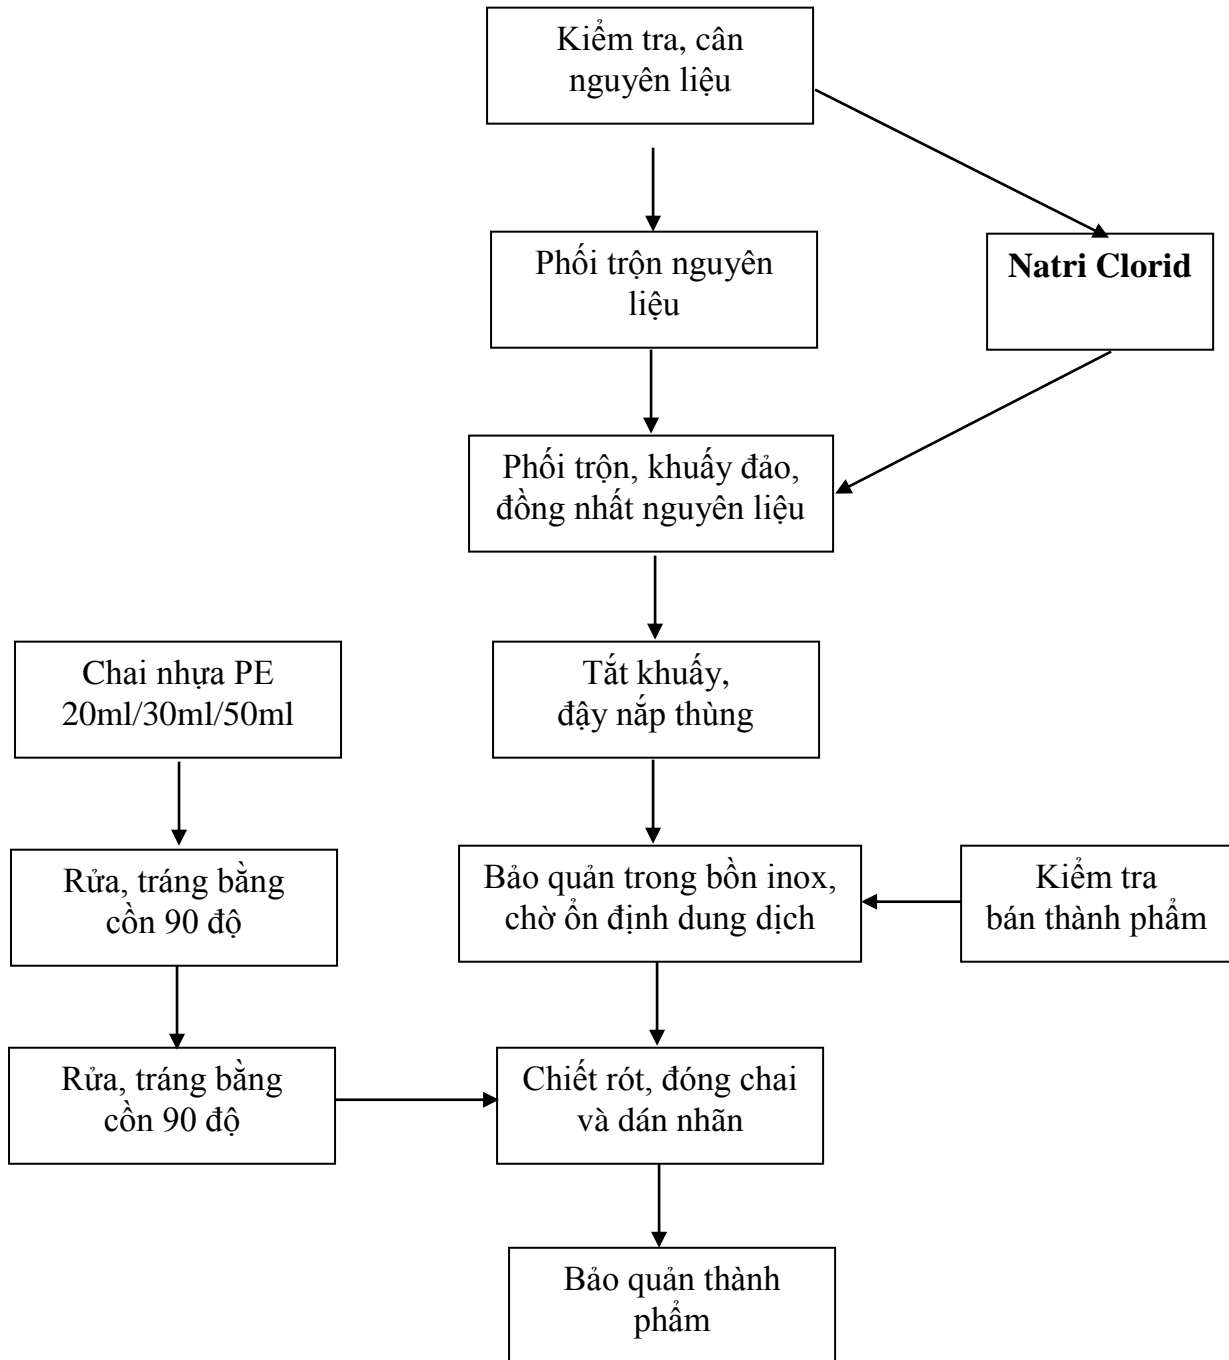 Kiểm tra, cân
nguyên liệu
Phối trộn nguyên
liệu
Natri Clorid
Phối trộn, khuấy đảo,
đồng nhất nguyên liệu
Chai nhựa PE
20ml/30ml/50ml
Tắt khuấy,
đậy nắp thùng
Rửa, tráng bằng
cồn 90 độ
Bảo quản trong bồn inox,
chờ ổn định dung dịch
Kiểm tra
bán thành phẩm
Rửa, tráng bằng
cồn 90 độ
Chiết rót, đóng chai
và dán nhãn
Bảo quản thành
phẩm